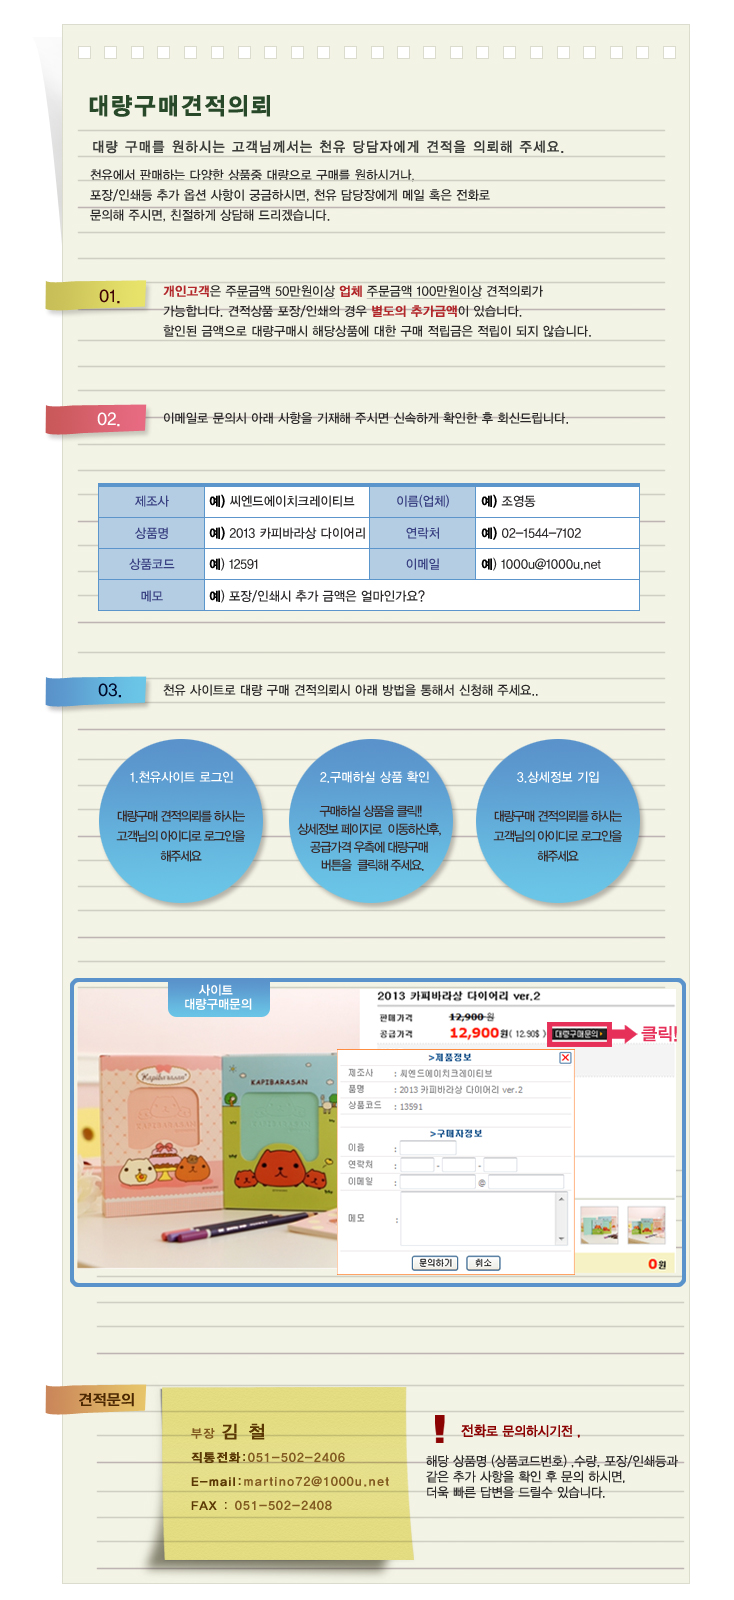 대량구매견적의뢰
대량 구매를 원하시는 고객님께서는 천유 담당자에게 견적을 의뢰해 주세요.
천유에서 판매하는 다양한 상품중 대량으로 구매를 원하시거나,
포장/인쇄등 추가 옵션 사항이 궁금하시면, 천유 담당장에게 메일 혹은 전화로
문의해 주시면, 친절하게 상담해 드리겠습니다.
01.
개인고객은 주문금액 50만원이상 업체 주문금액 100만원이상 견적의뢰가
가능합니다. 견적상품 포장/인쇄의 경우 별도의 추가금액이 있습니다.
할인된 금액으로 대량구매시 해당상품에 대한 구매 적립금은 적립이 되지 않습니다.
02.
이메일로 문의시 아래 사항을 기재해 주시면 신속하게 확인한 후 회신드립니다.
제조사 예) 씨엔드에이치크레이티브 이름(업체) 예) 조영동
상품명 예) 2013 카피바라상 다이어리 연락처 예) 02-1544-7102
상품코드 예) 12591 이메일 예) 1000u@1000u.net
메모 예) 포장/인쇄시 추가 금액은 얼마인가요?
03.
천유 사이트로 대량 구매 견적의뢰시 아래 방법을 통해서 신청해 주세요..
1.천유사이트 로그인
대량구매 견적의뢰를 하시는
고객님의 아이디로 로그인을
해주세요
2.구매하실 상품 확인
구매하실 상품을 클릭!!
상세정보 페이지로 이동하신후,
공급가격 우측에 대량구매
버튼을 클릭해 주세요.
3.상세정보 기입
대량구매 견적의뢰를 하시는
고객님의 아이디로 로그인을
해주세요
사이트
대량구매문의
2013 카피바라상 다이어리 ver.2
판매가격 12,900원
공급가격 12,900원( 12.90$ ) 대량구매문의 클릭!
Kapibarasan
KAPIBARASAN
KAPIBARASAN
>제품정보
제조사 : 씨엔드에이치크레이티브
품명 : 2013 카피바라상 다이어리 ver.2
상품코드 : 13591
>구매자정보
이름 :
연락처 : - -
이메일 : @
메모 :
문의하기 취소
0원
견적문의
부장 김 철
직통전화:051-502-2406
E-mail:martino72@1000u.net
FAX : 051-502-2408
! 전화로 문의하시기전 .
해당 상품명 (상품코드번호) ,수량, 포장/인쇄등과
같은 추가 사항을 확인 후 문의 하시면,
더욱 빠른 답변을 드릴수 있습니다.